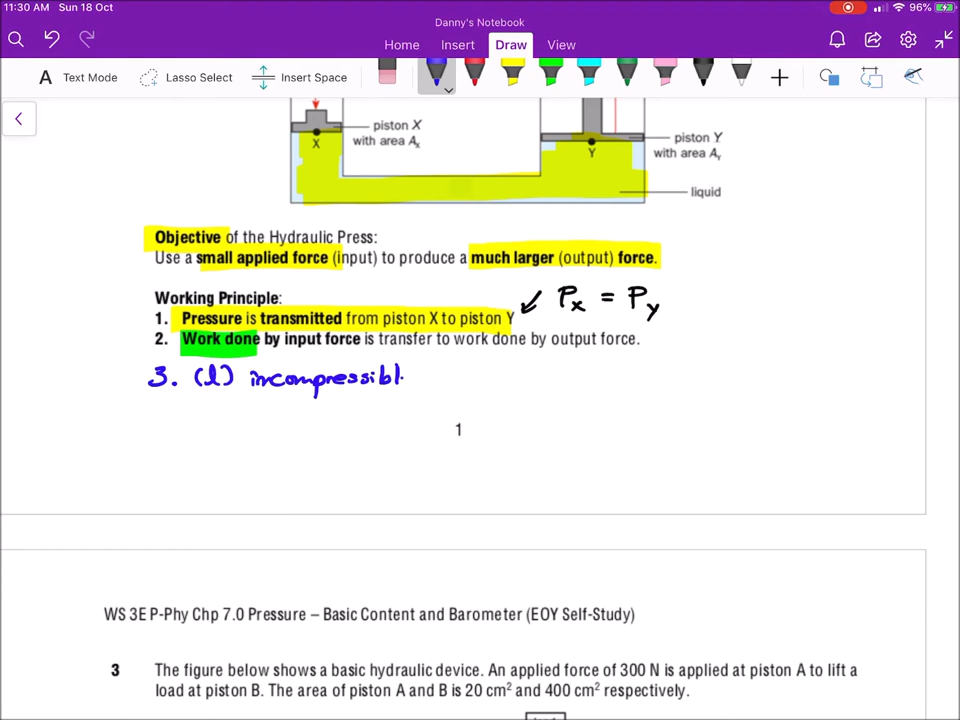 11:30 AM Sun 18 Oct 96%
Danny's Notebook
Home Insert Draw View
A Text Mode Lasso Select Insert Space
piston X
with area Aₓ
X
piston Y
with area Aᵧ
Y
liquid
Objective of the Hydraulic Press:
Use a small applied force (input) to produce a much larger (output) force.
Working Principle:
1. Pressure is transmitted from piston X to piston Y ↙ Pₓ = Pᵧ
2. Work done by input force is transfer to work done by output force.
3. (l) incompressibl
1
WS 3E P-Phy Chp 7.0 Pressure – Basic Content and Barometer (EOY Self-Study)
3 The figure below shows a basic hydraulic device. An applied force of 300 N is applied at piston A to lift a
load at piston B. The area of piston A and B is 20 cm² and 400 cm² respectively.